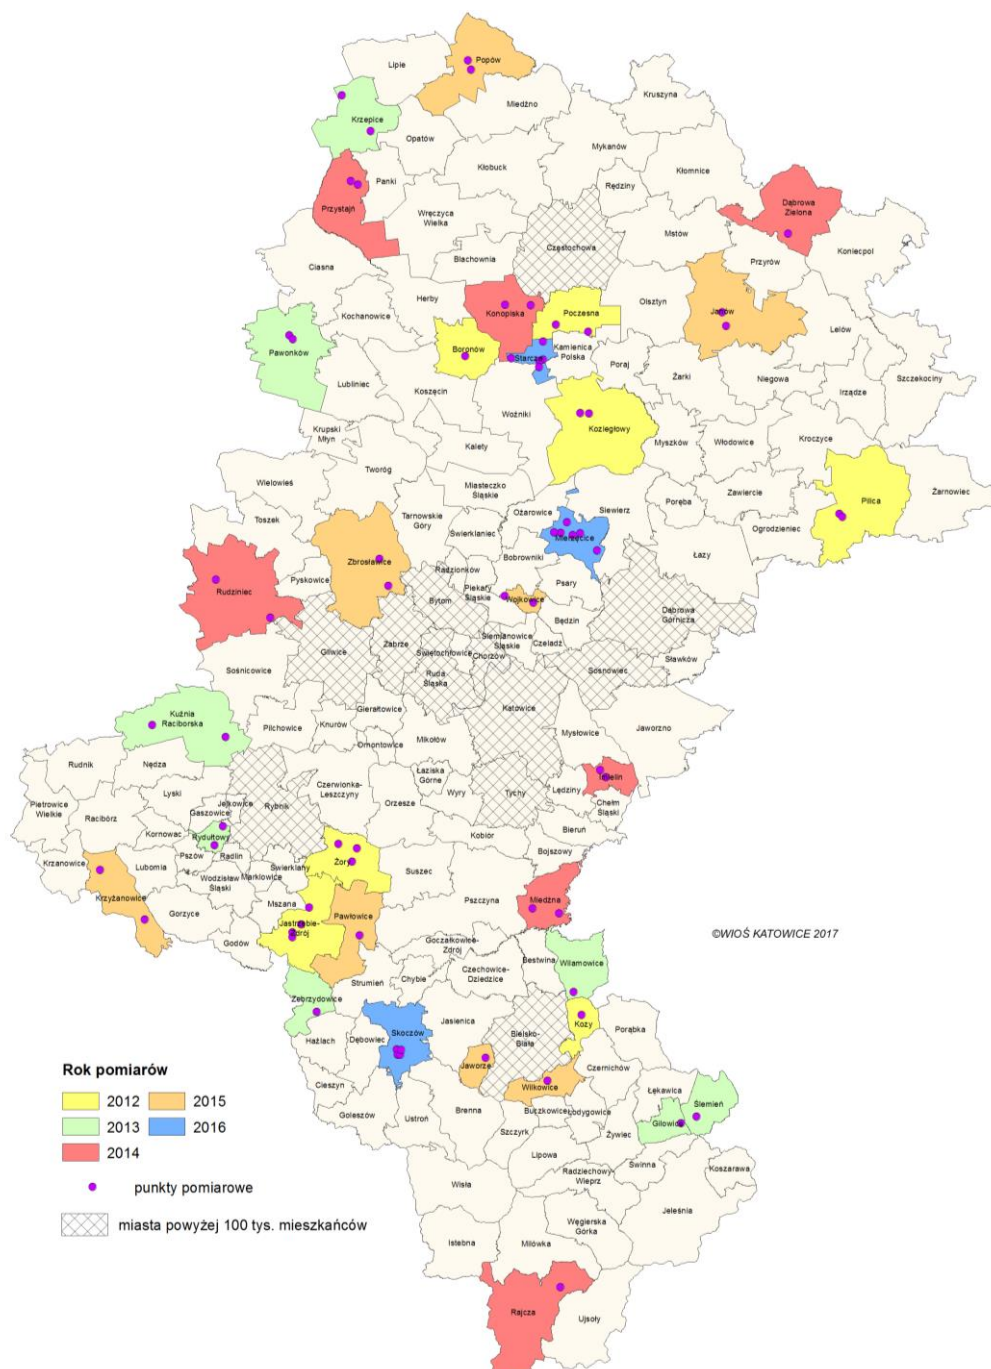 Popów
Lipie
Miedźno
Kruszyna
Krzepice
Opatów
Mykanów
Kłobuck
Kłomnice
Panki
Rędziny
Przystajń
Dąbrowa
Zielona
Wręczyca
Wielka
Mstów
Częstochowa
Przyrów
Koniecpol
Blachownia
Ciasna
Herby
Olsztyn
Konopiska
Poczesna
Janów
Kochanowice
Lelów
Boronów
Kamienica
Polska
Starcza
Pawonków
Poraj
Żarki
Niegowa
Irządze
Szczekociny
Lubliniec
Koszęcin
Woźniki
Koziegłowy
Krupski
Młyn
Kalety
Myszków
Włodowice
Kroczyce
Tworóg
Wielowieś
Miasteczko
Śląskie
Pilica
Żarnowiec
Zawiercie
Poręba
Ożarowice
Siewierz
Toszek
Tarnowskie
Góry
Świerklaniec
Ogrodzieniec
Mierzęcice
Łazy
Bobrowniki
Zbrosławice
Radzionków
Pyskowice
Psary
Rudziniec
Piekary
Śląskie
Wojkowice
Bytom
Dąbrowa
Górnicza
Będzin
Gliwice
Zabrze
Świętochłowice
Siemianowice
Śląskie
Chorzów
Czeladź
Sławków
Sośnicowice
Ruda
Śląska
Sosnowiec
Katowice
Kuźnia
Raciborska
Gierałtowice
Pilchowice
Knurów
Jaworzno
Mysłowice
Mikołów
Ornontowice
Rudnik
Nędza
Łaziska
Górne
Imielin
Czerwionka-
Leszczyny
Wyry
Tychy
Lędziny
Lyski
Pietrowice
Wielkie
Jejkowice
Rybnik
Orzesze
Chełm
Śląski
Gaszowice
Racibórz
Kornowac
Rydułtowy
Kobiór
Bieruń
Bojszowy
Pszów
Radlin
Żory
Krzanowice
Lubomia
Świerklany
Suszec
Marklowice
Wodzisław
Śląski
Krzyżanowice
Mszana
Pszczyna
Miedźna
Gorzyce
Pawłowice
Jastrzębie-
Zdrój
©WIOŚ KATOWICE 2017
Godów
Goczałkowice-
Zdrój
Bestwina
Wilamowice
Czechowice-
Dziedzice
Chybie
Strumień
Zebrzydowice
Jasienica
Kozy
Porąbka
Skoczów
Bielsko-
Biała
Hażlach
Dębowiec
Jaworze
Czernichów
Rok pomiarów
Wilkowice
Cieszyn
Łękawica
Ślemień
2012
2015
Brenna
Buczkowice
Łodygowice
Goleszów
Ustroń
Gilowice
2013
2016
Szczyrk
Żywiec
2014
Lipowa
Świnna
Koszarawa
Radziechowy-
Wieprz
Wisła
punkty pomiarowe
Jeleśnia
Węgierska
Górka
miasta powyżej 100 tys. mieszkańców
Istebna
Milówka
Rajcza
Ujsoły